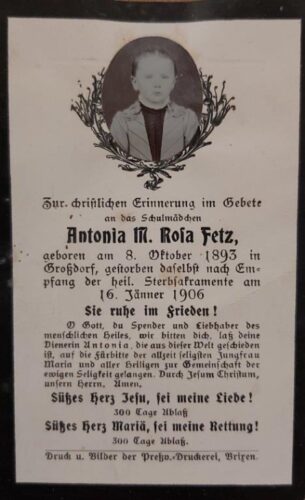 Zur christlichen Erinnerung im Gebete
an das Schulmädchen
Antonia M. Rosa Fetz,
geboren am 8. Oktober 1893 in
Großdorf, gestorben daselbst nach Em-
pfang der heil. Sterbsakramente am
16. Jänner 1906
Sie ruhe im Frieden!
O Gott, du Spender und Liebhaber des
menschlichen Heiles, wir bitten dich, laß deine
Dienerin Antonia, die aus dieser Welt geschieden
ist, auf die Fürbitte der allzeit seligsten Jungfrau
Maria und aller Heiligen zur Gemeinschaft der
ewigen Seligkeit gelangen. Durch Jesum Christum,
unsern Herrn. Amen.
Süßes Herz Jesu, sei meine Liebe!
300 Tage Ablaß
Süßes Herz Mariä, sei meine Rettung!
300 Tage Ablaß.
Druck u. Bilder der Preßv.-Druckerei, Brixen.